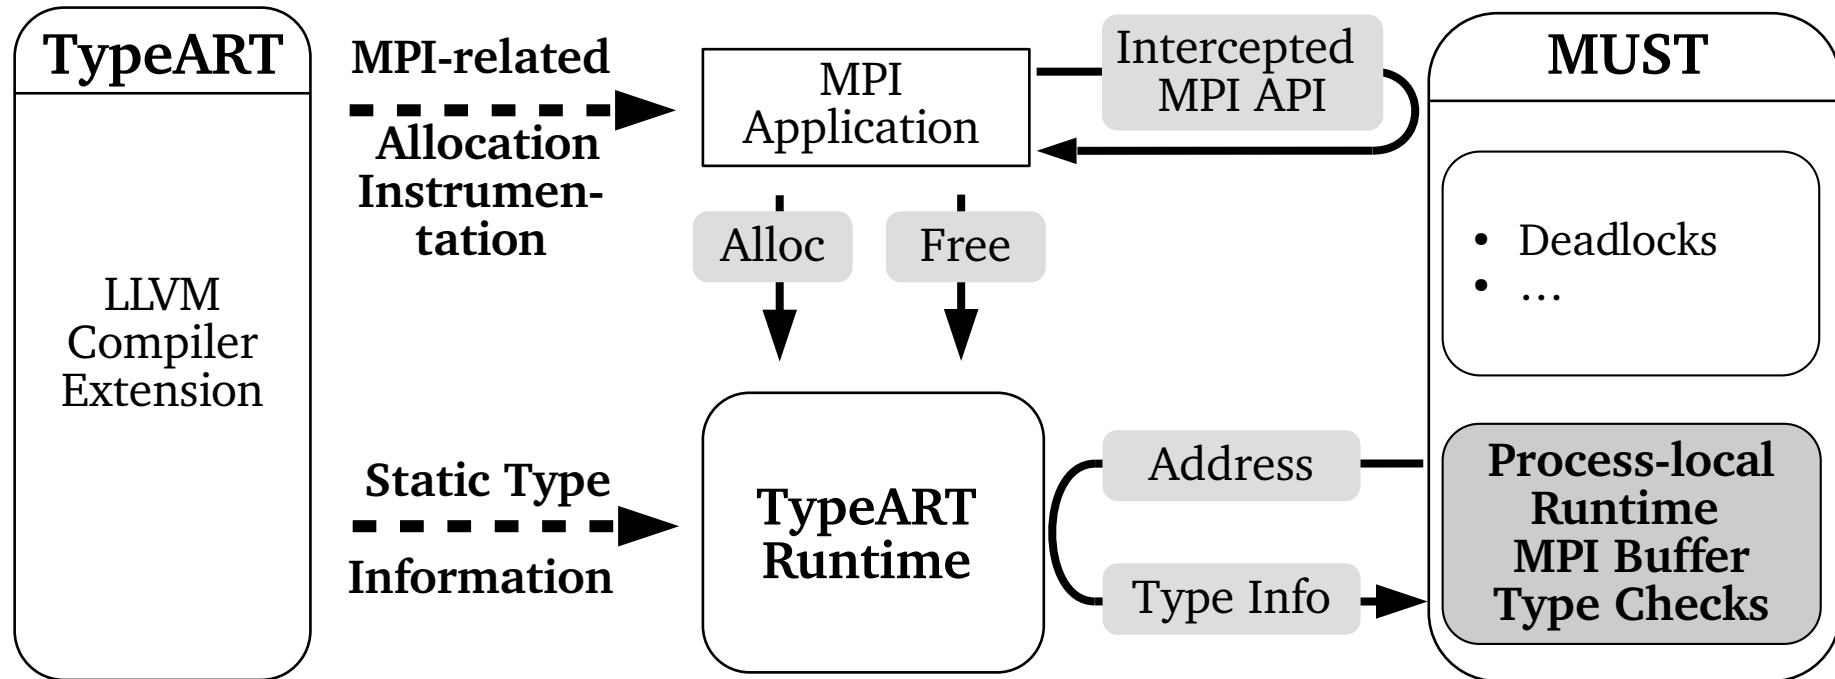 TypeART
LLVM
Compiler
Extension
MPI-related
Allocation
Instrumen-
tation
Static Type
Information
MPI
Application
Intercepted
MPI API
Alloc
Free
TypeART
Runtime
Address
Type Info
MUST
• Deadlocks
• …
Process-local
Runtime
MPI Buffer
Type Checks